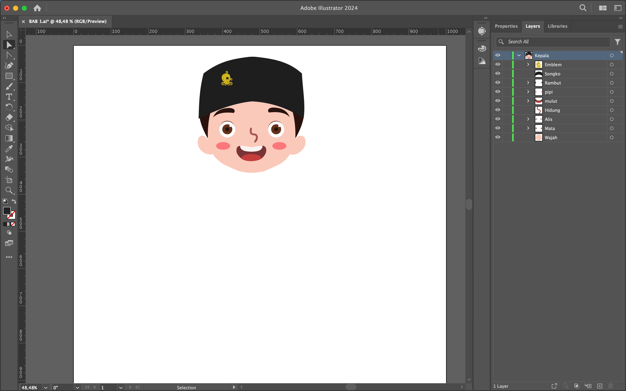 Adobe Illustrator 2024
BAB 1.ai* @ 48,48 % (RGB/Preview)
Properties Layers Libraries
Search All
Kepala
Emblem
Songko
Rambut
pipi
mulut
Hidung
Alis
Mata
Wajah
100 0 100 200 300 400 500 600 700 800 900 1000
48,48% 0° 1 Selection
1 Layer